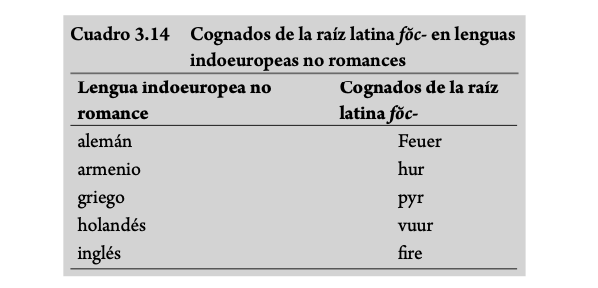 Cuadro 3.14 Cognados de la raíz latina fŏc- en lenguas
indoeuropeas no romances
Lengua indoeuropea no romance Cognados de la raíz latina fŏc-
alemán Feuer
armenio hur
griego pyr
holandés vuur
inglés fire